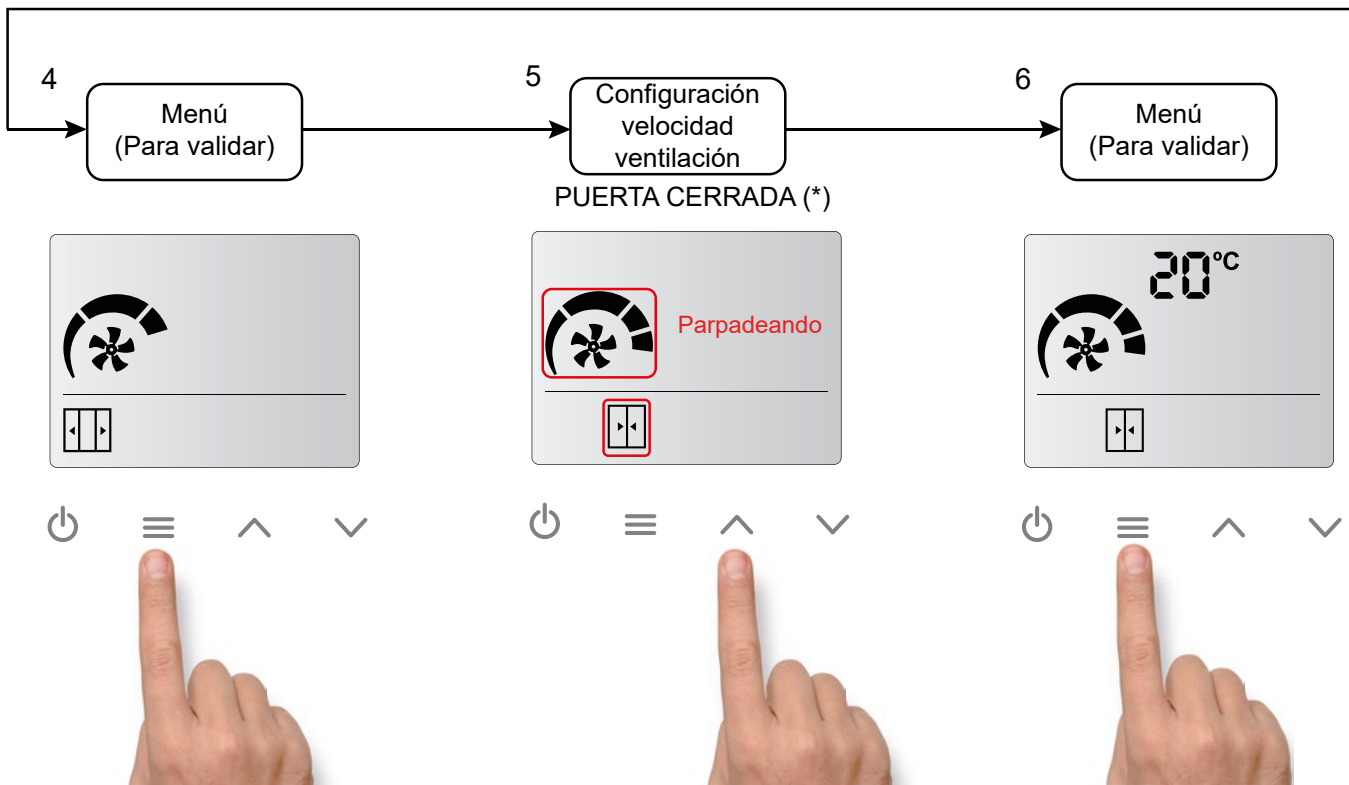 4
Menú
(Para validar)
5
Configuración
velocidad
ventilación
PUERTA CERRADA (*)
6
Menú
(Para validar)
Parpadeando
20°C